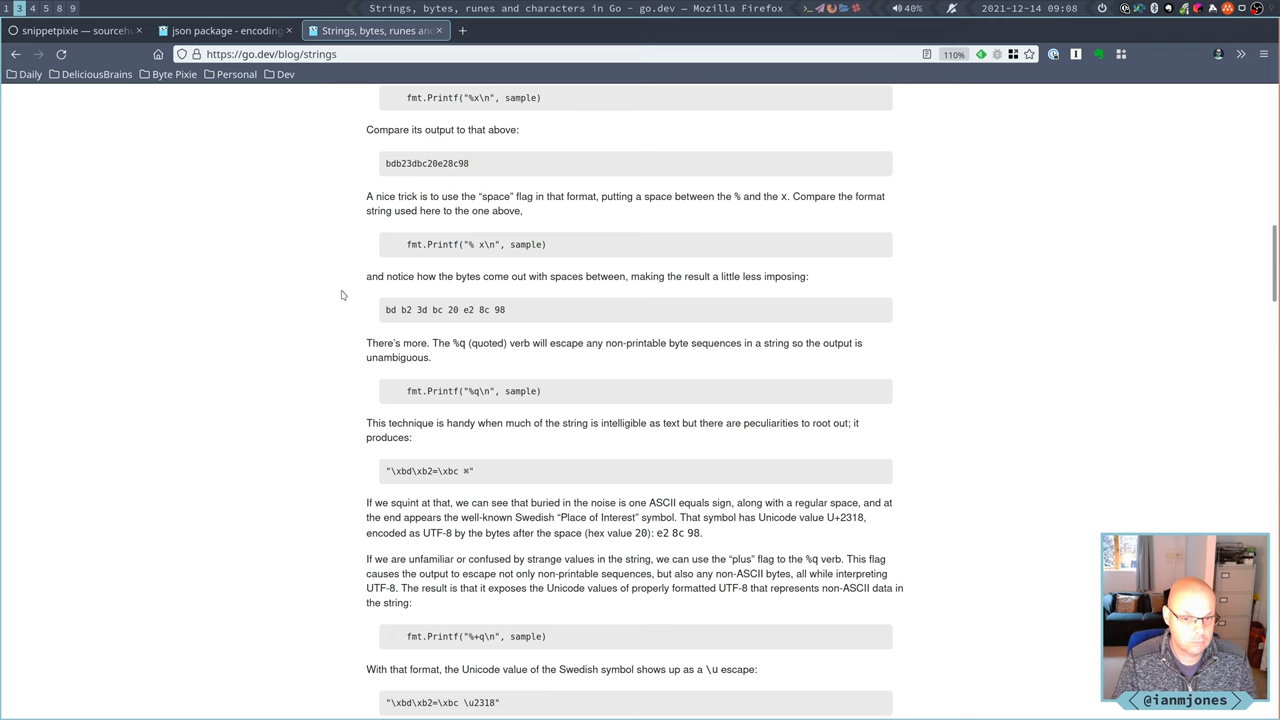 1 3 4 5 8 9
Strings, bytes, runes and characters in Go - go.dev — Mozilla Firefox
40%
2021-12-14 09:08
snippetpixie — sourceh
json package - encoding
Strings, bytes, runes and
https://go.dev/blog/strings
110%
Daily
DeliciousBrains
Byte Pixie
Personal
Dev
fmt.Printf("%x\n", sample)
Compare its output to that above:
bdb23dbc20e28c98
A nice trick is to use the “space” flag in that format, putting a space between the % and the x. Compare the format
string used here to the one above,
fmt.Printf("% x\n", sample)
and notice how the bytes come out with spaces between, making the result a little less imposing:
bd b2 3d bc 20 e2 8c 98
There’s more. The %q (quoted) verb will escape any non-printable byte sequences in a string so the output is
unambiguous.
fmt.Printf("%q\n", sample)
This technique is handy when much of the string is intelligible as text but there are peculiarities to root out; it
produces:
"\xbd\xb2=\xbc ⌘"
If we squint at that, we can see that buried in the noise is one ASCII equals sign, along with a regular space, and at
the end appears the well-known Swedish “Place of Interest” symbol. That symbol has Unicode value U+2318,
encoded as UTF-8 by the bytes after the space (hex value 20): e2 8c 98.
If we are unfamiliar or confused by strange values in the string, we can use the “plus” flag to the %q verb. This flag
causes the output to escape not only non-printable sequences, but also any non-ASCII bytes, all while interpreting
UTF-8. The result is that it exposes the Unicode values of properly formatted UTF-8 that represents non-ASCII data in
the string:
fmt.Printf("%+q\n", sample)
With that format, the Unicode value of the Swedish symbol shows up as a \u escape:
"\xbd\xb2=\xbc \u2318"
@ianmjones